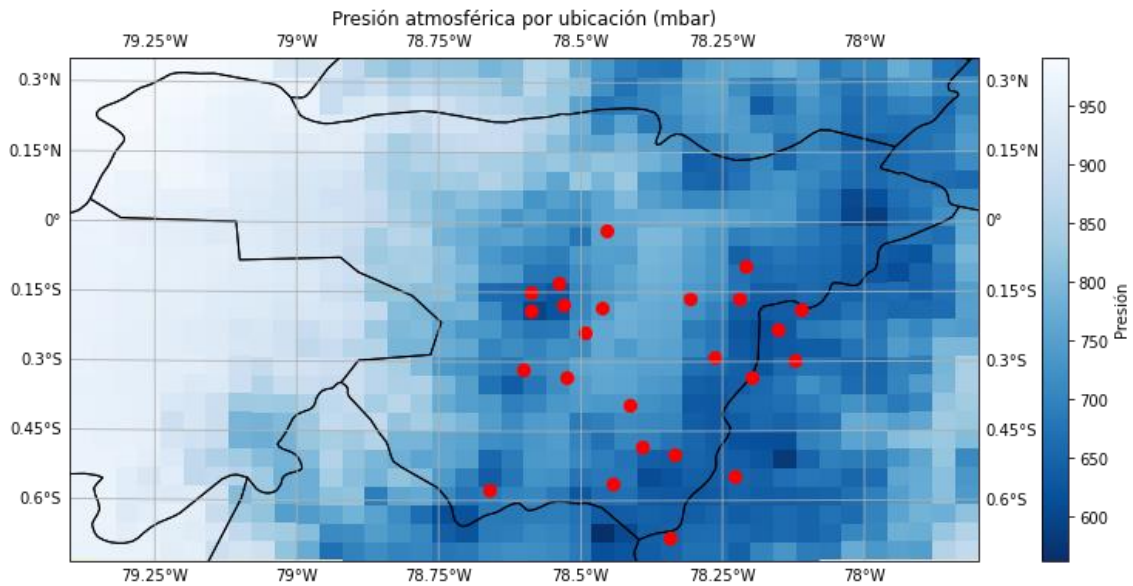 Presión atmosférica por ubicación (mbar)
79.25°W 79°W 78.75°W 78.5°W 78.25°W 78°W
0.3°N 0.3°N
0.15°N 0.15°N
0° 0°
0.15°S 0.15°S
0.3°S 0.3°S
0.45°S 0.45°S
0.6°S 0.6°S
79.25°W 79°W 78.75°W 78.5°W 78.25°W 78°W
950
900
850
800
750
700
650
600
Presión